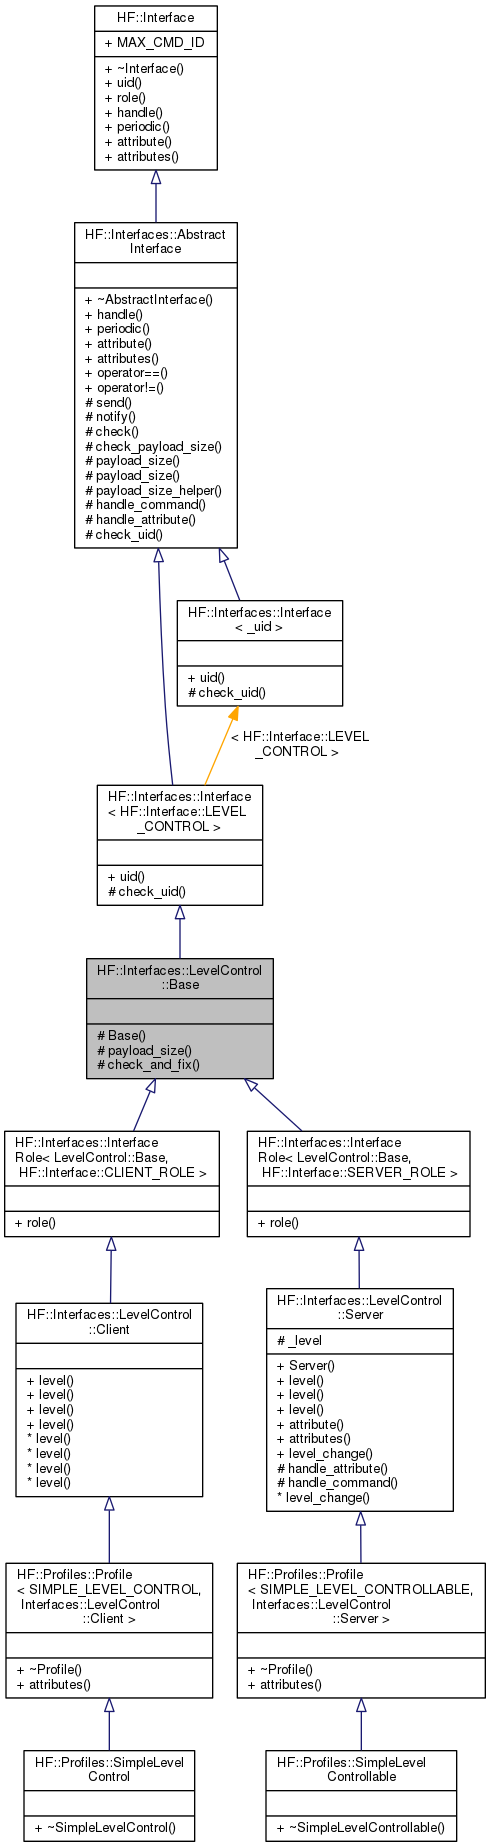 HF::Interface
+ MAX_CMD_ID
+ ~Interface()
+ uid()
+ role()
+ handle()
+ periodic()
+ attribute()
+ attributes()
HF::Interfaces::Abstract
Interface
+ ~AbstractInterface()
+ handle()
+ periodic()
+ attribute()
+ attributes()
+ operator==()
+ operator!=()
# send()
# notify()
# check()
# check_payload_size()
# payload_size()
# payload_size()
# payload_size_helper()
# handle_command()
# handle_attribute()
# check_uid()
HF::Interfaces::Interface
< _uid >
+ uid()
# check_uid()
< HF::Interface::LEVEL
_CONTROL >
HF::Interfaces::Interface
< HF::Interface::LEVEL
_CONTROL >
+ uid()
# check_uid()
HF::Interfaces::LevelControl
::Base
# Base()
# payload_size()
# check_and_fix()
HF::Interfaces::Interface
Role< LevelControl::Base,
HF::Interface::CLIENT_ROLE >
+ role()
HF::Interfaces::Interface
Role< LevelControl::Base,
HF::Interface::SERVER_ROLE >
+ role()
HF::Interfaces::LevelControl
::Client
+ level()
+ level()
+ level()
+ level()
* level()
* level()
* level()
* level()
HF::Interfaces::LevelControl
::Server
# _level
+ Server()
+ level()
+ level()
+ level()
+ attribute()
+ attributes()
+ level_change()
# handle_attribute()
# handle_command()
* level_change()
HF::Profiles::Profile
< SIMPLE_LEVEL_CONTROL,
Interfaces::LevelControl
::Client >
+ ~Profile()
+ attributes()
HF::Profiles::Profile
< SIMPLE_LEVEL_CONTROLLABLE,
Interfaces::LevelControl
::Server >
+ ~Profile()
+ attributes()
HF::Profiles::SimpleLevel
Control
+ ~SimpleLevelControl()
HF::Profiles::SimpleLevel
Controllable
+ ~SimpleLevelControllable()